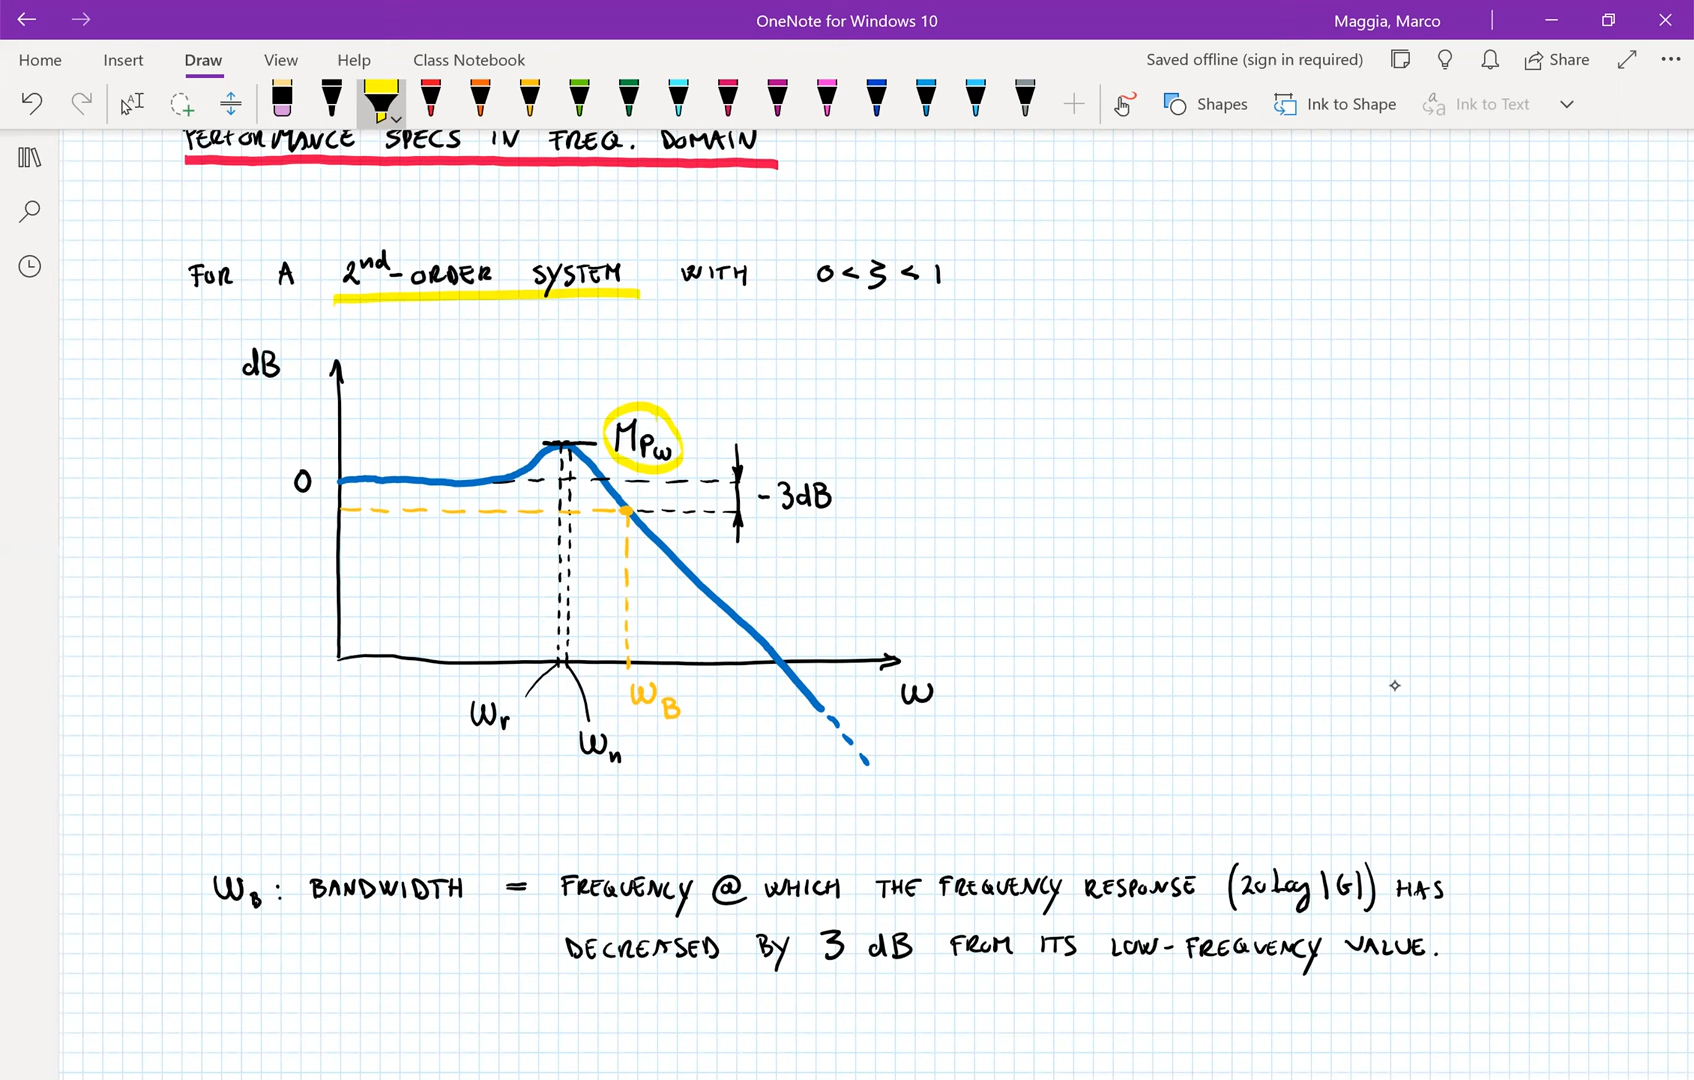 OneNote for Windows 10
Maggia, Marco
Home Insert Draw View Help Class Notebook
Saved offline (sign in required) Share
Shapes Ink to Shape Ink to Text
PERFORMANCE SPECS IN FREQ. DOMAIN
FOR A 2nd-ORDER SYSTEM WITH 0 < ξ < 1
dB
Mpω
0
-3dB
ωB
ω
ωr
ωn
ωB: BANDWIDTH = FREQUENCY @ WHICH THE FREQUENCY RESPONSE (20 Log |G|) HAS
DECREASED BY 3 dB FROM ITS LOW-FREQUENCY VALUE.